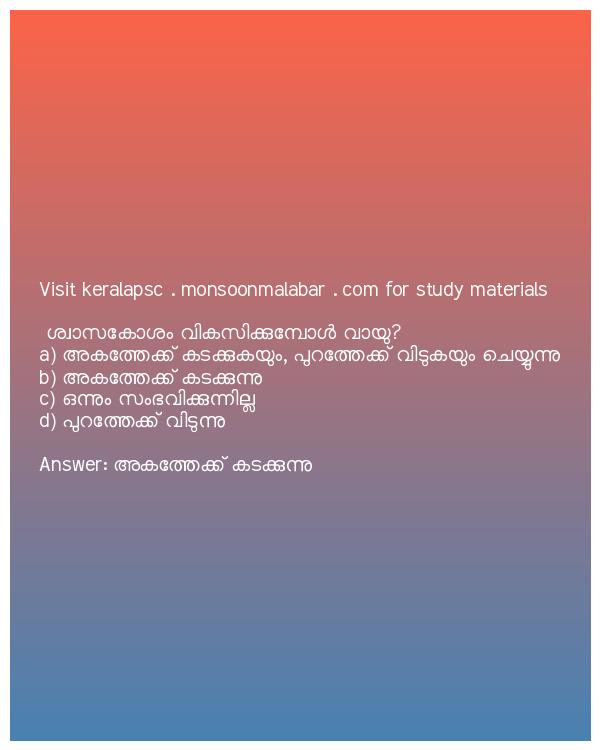 Visit keralapsc . monsoonmalabar . com for study materials
ശ്വാസകോശം വികസിക്കുമ്പോൾ വായു?
a) അകത്തേക്ക് കടക്കുകയും, പുറത്തേക്ക് വിടുകയും ചെയ്യുന്നു
b) അകത്തേക്ക് കടക്കുന്നു
c) ഒന്നും സംഭവിക്കുന്നില്ല
d) പുറത്തേക്ക് വിടുന്നു
Answer: അകത്തേക്ക് കടക്കുന്നു